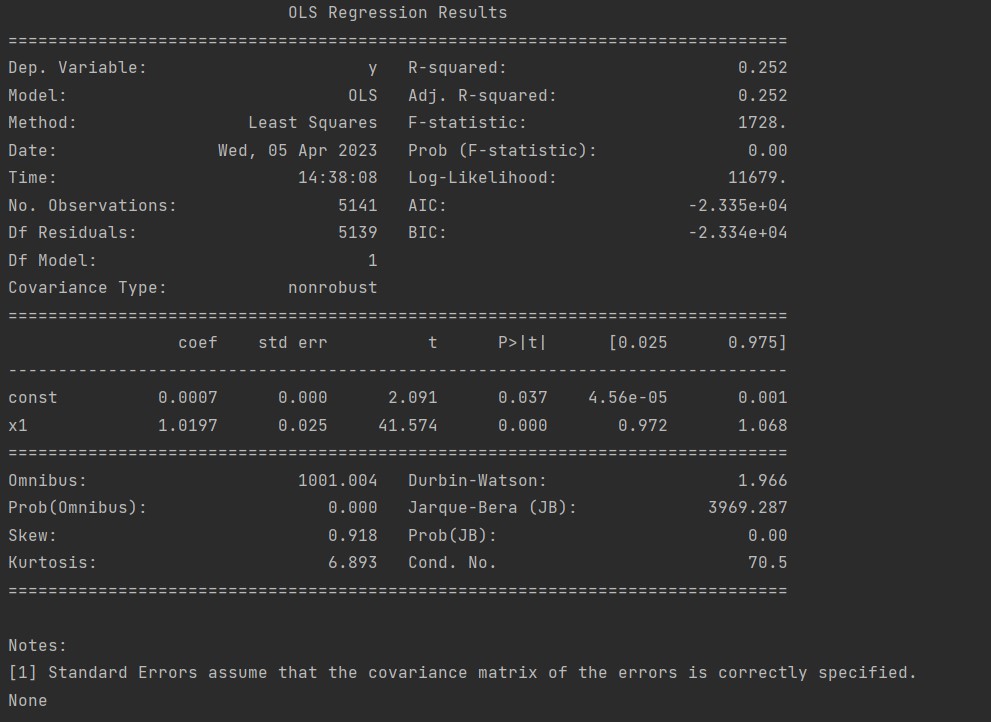 OLS Regression Results
==============================================================================
Dep. Variable:                      y   R-squared:                       0.252
Model:                            OLS   Adj. R-squared:                  0.252
Method:                 Least Squares   F-statistic:                     1728.
Date:                Wed, 05 Apr 2023   Prob (F-statistic):               0.00
Time:                        14:38:08   Log-Likelihood:                 11679.
No. Observations:                5141   AIC:                        -2.335e+04
Df Residuals:                    5139   BIC:                        -2.334e+04
Df Model:                           1
Covariance Type:            nonrobust
==============================================================================
                 coef    std err          t      P>|t|      [0.025      0.975]
------------------------------------------------------------------------------
const          0.0007      0.000      2.091      0.037    4.56e-05       0.001
x1             1.0197      0.025     41.574      0.000       0.972       1.068
==============================================================================
Omnibus:                     1001.004   Durbin-Watson:                   1.966
Prob(Omnibus):                  0.000   Jarque-Bera (JB):             3969.287
Skew:                           0.918   Prob(JB):                         0.00
Kurtosis:                       6.893   Cond. No.                         70.5
==============================================================================

Notes:
[1] Standard Errors assume that the covariance matrix of the errors is correctly specified.
None